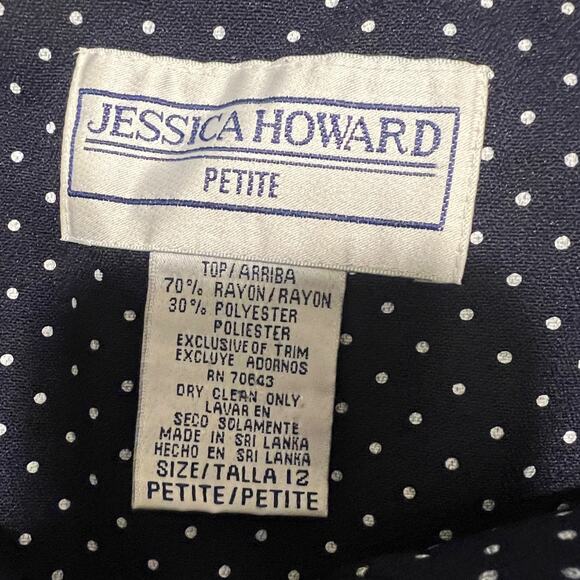 JESSICA HOWARD
PETITE
TOP/ARRIBA
70% RAYON/RAYON
30% POLYESTER
POLIESTER
EXCLUSIVE OF TRIM
EXCLUYE ADORNOS
RN 70643
DRY CLEAN ONLY
LAVAR EN
SECO SOLAMENTE
MADE IN SRI LANKA
HECHO EN SRI LANKA
SIZE/TALLA 12
PETITE/PETITE